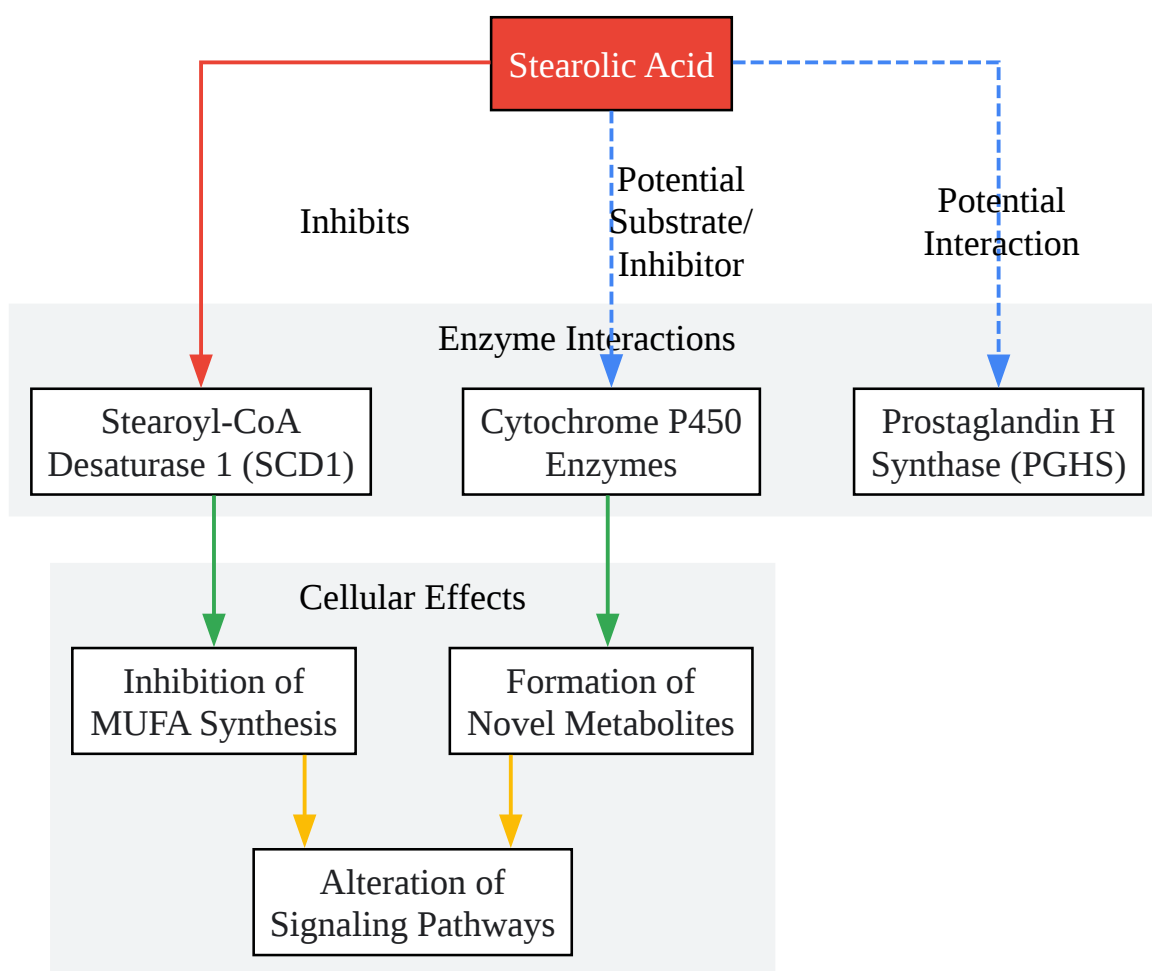 Stearolic Acid
Inhibits
Potential
Substrate/
Inhibitor
Potential
Interaction
Enzyme Interactions
Stearoyl-CoA
Desaturase 1 (SCD1)
Cytochrome P450
Enzymes
Prostaglandin H
Synthase (PGHS)
Cellular Effects
Inhibition of
MUFA Synthesis
Formation of
Novel Metabolites
Alteration of
Signaling Pathways